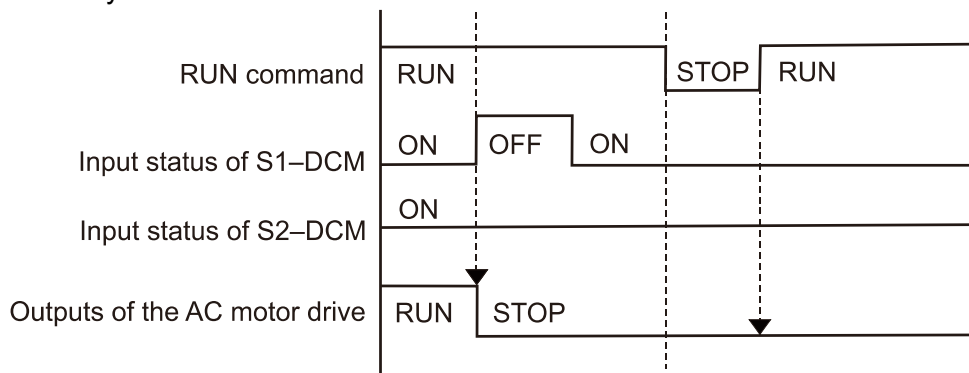 RUN command
RUN
STOP
RUN
Input status of S1–DCM
ON
OFF
ON
Input status of S2–DCM
ON
Outputs of the AC motor drive
RUN
STOP